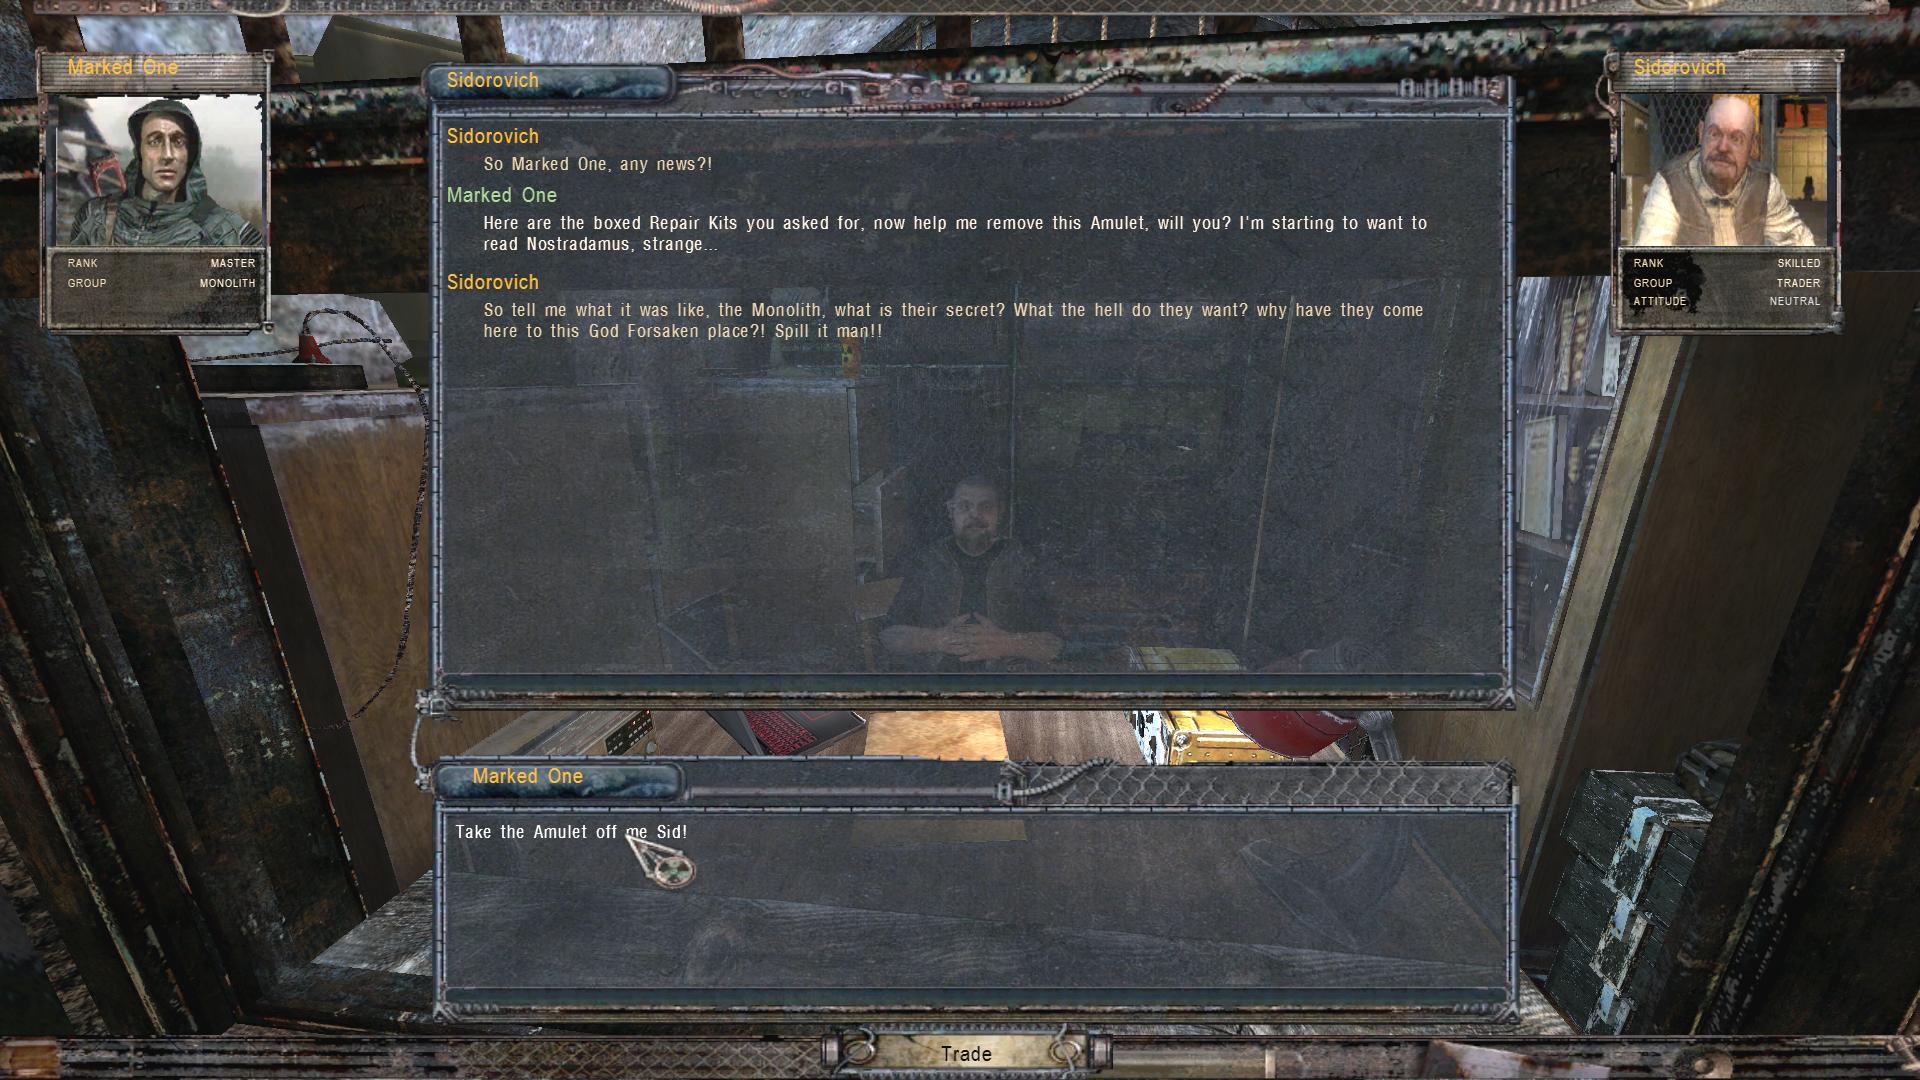 Marked One
RANK MASTER
GROUP MONOLITH
Sidorovich
Sidorovich
So Marked One, any news?!
Marked One
Here are the boxed Repair Kits you asked for, now help me remove this Amulet, will you? I'm starting to want to
read Nostradamus, strange...
Sidorovich
So tell me what it was like, the Monolith, what is their secret? What the hell do they want? why have they come
here to this God Forsaken place?! Spill it man!!
Sidorovich
RANK SKILLED
GROUP TRADER
ATTITUDE NEUTRAL
Marked One
Take the Amulet off me Sid!
Trade